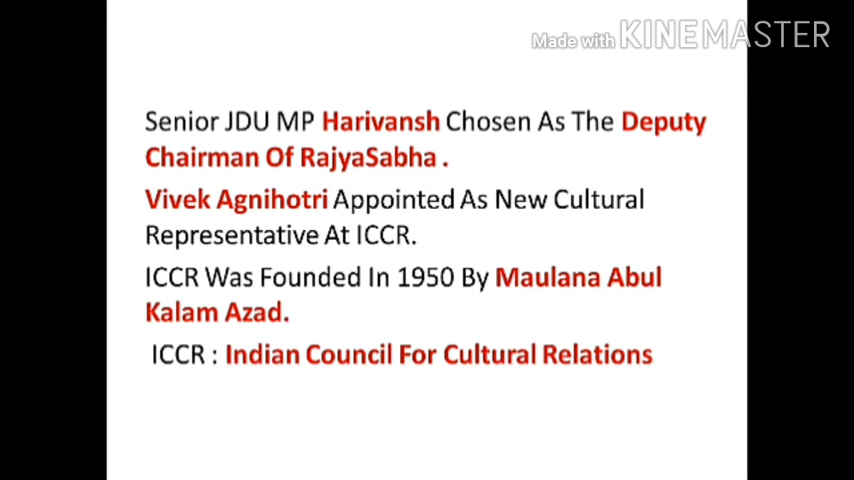 Made with KINEMASTER
Senior JDU MP Harivansh Chosen As The Deputy
Chairman Of RajyaSabha .
Vivek Agnihotri Appointed As New Cultural
Representative At ICCR.
ICCR Was Founded In 1950 By Maulana Abul
Kalam Azad.
ICCR : Indian Council For Cultural Relations